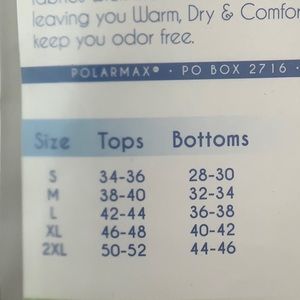 leaving you Warm, Dry & Comfor
keep you odor free.
POLARMAX® · PO BOX 2716 ·
Size Tops Bottoms
S 34-36 28-30
M 38-40 32-34
L 42-44 36-38
XL 46-48 40-42
2XL 50-52 44-46